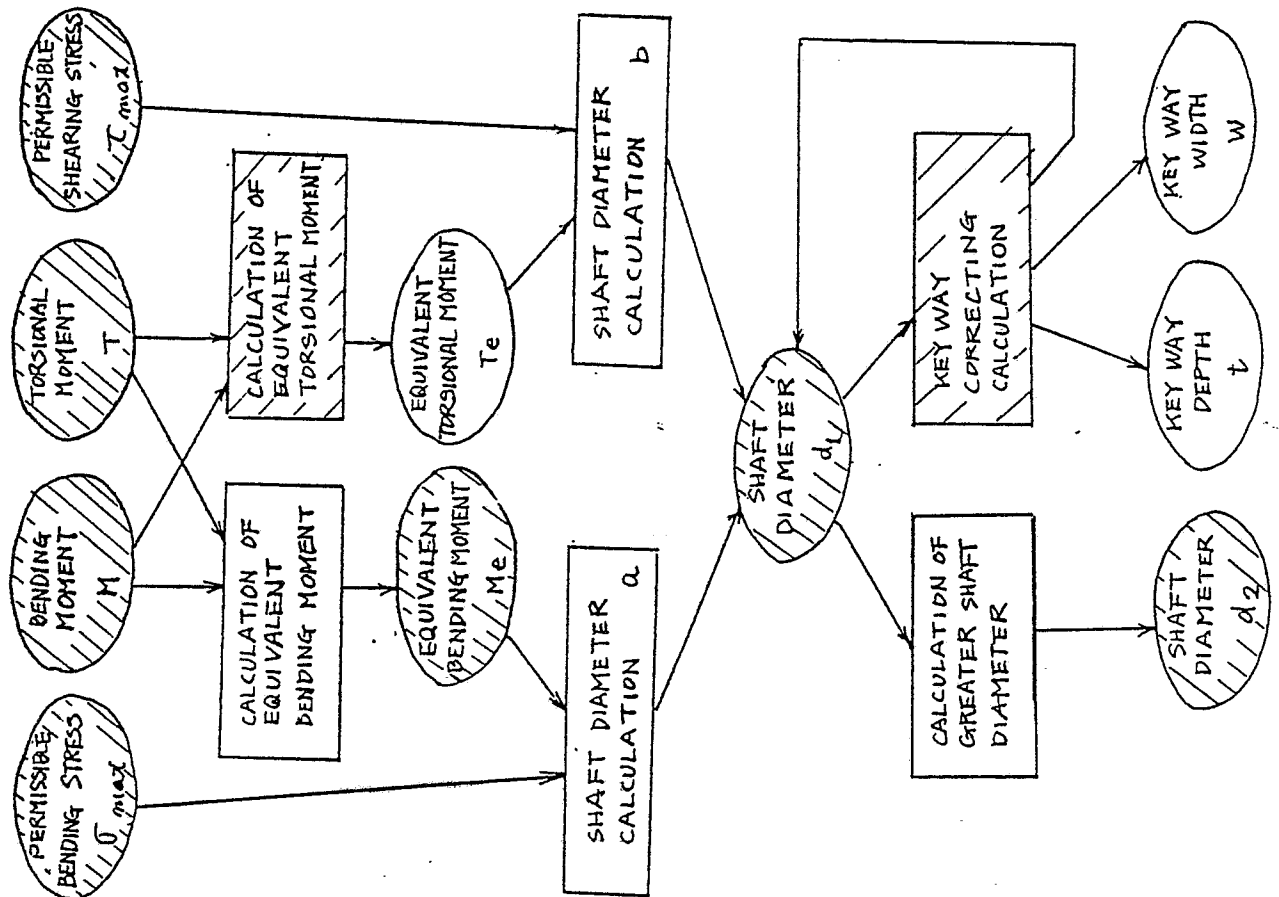 PERMISSIBLE
BENDING STRESS
σmax
BENDING
MOMENT
M
TORSIONAL
MOMENT
T
PERMISSIBLE
SHEARING STRESS
τmax
CALCULATION OF
EQUIVALENT
BENDING MOMENT
CALCULATION OF
EQUIVALENT
TORSIONAL MOMENT
EQUIVALENT
BENDING MOMENT
Me
EQUIVALENT
TORSIONAL MOMENT
Te
SHAFT DIAMETER
CALCULATION
a
SHAFT DIAMETER
CALCULATION
b
SHAFT
DIAMETER
d1
CALCULATION OF
GREATER SHAFT
DIAMETER
KEY WAY
CORRECTING
CALCULATION
SHAFT
DIAMETER
d2
KEY WAY
DEPTH
t
KEY WAY
WIDTH
W